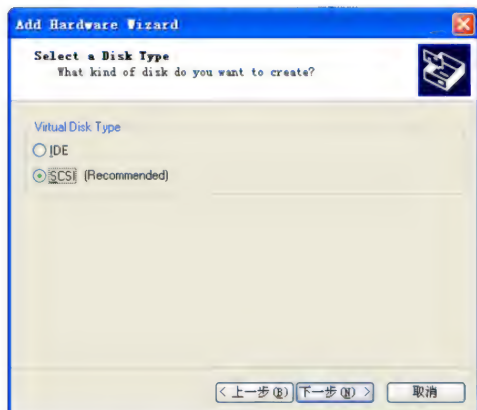 Add Hardware Wizard
Select a Disk Type
What kind of disk do you want to create?
Virtual Disk Type
IDE
SCSI (Recommended)
< 上一步(B) 下一步(N) > 取消